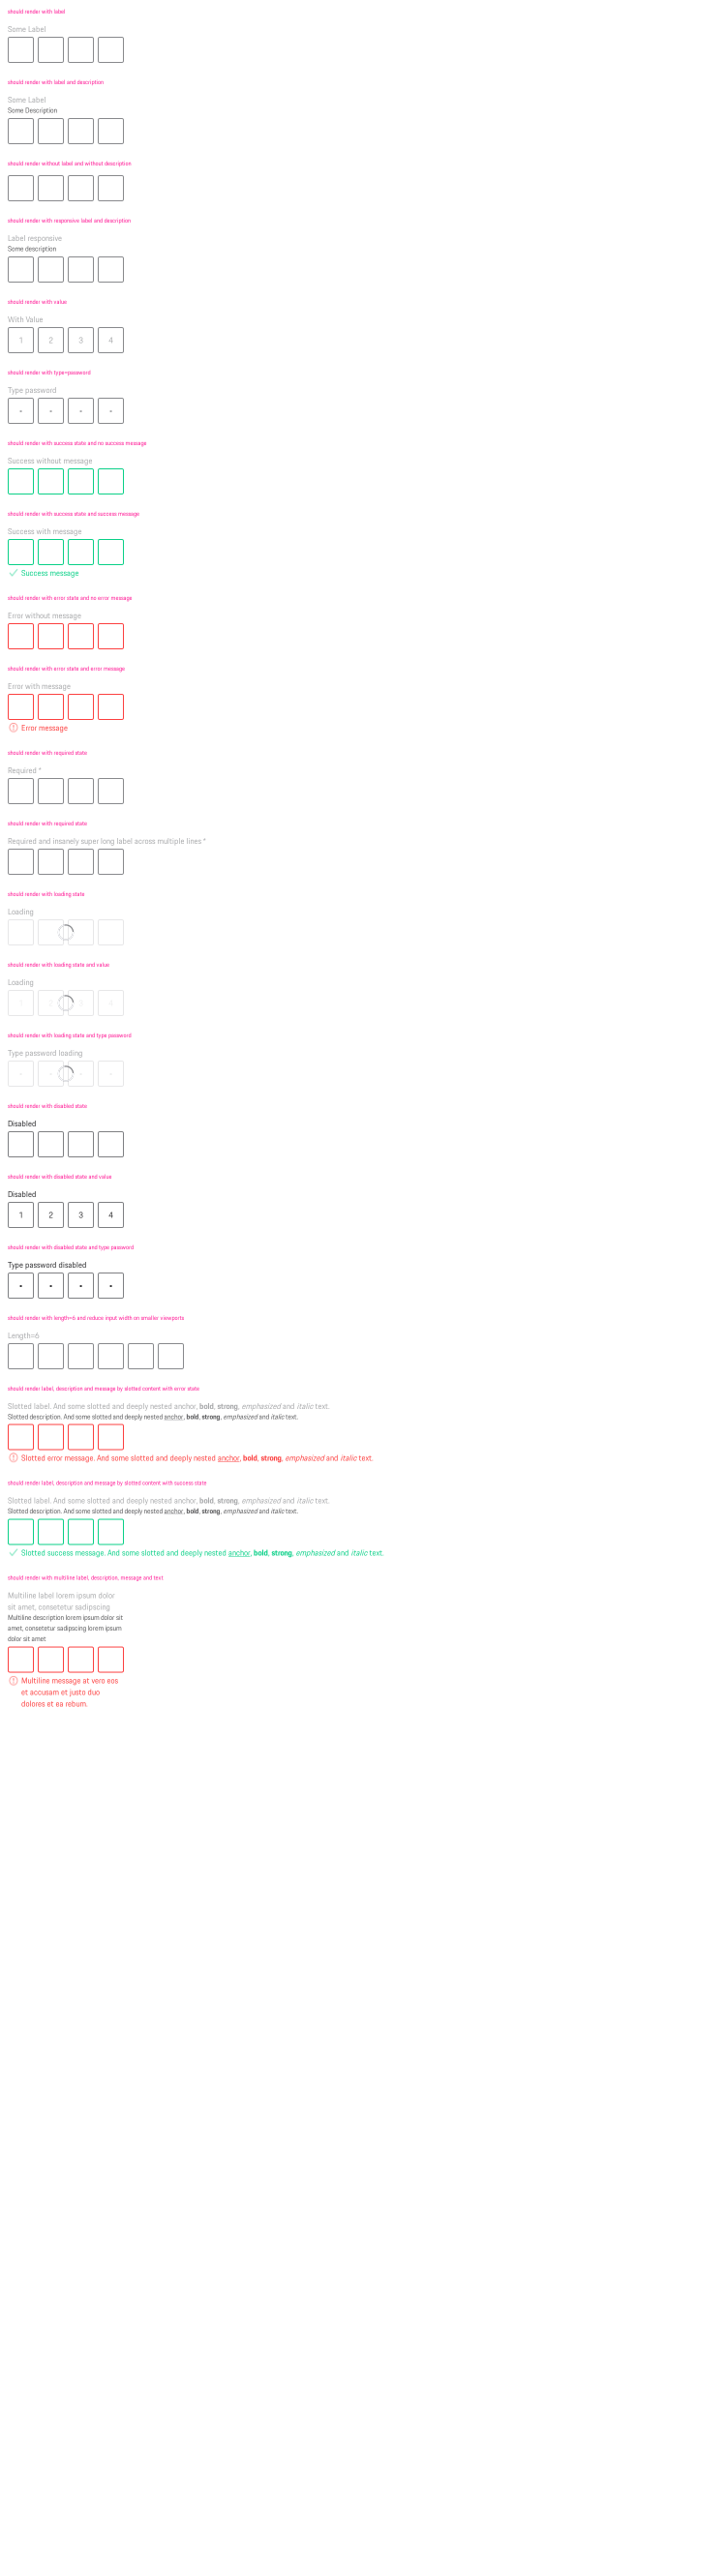 should render with label
Some Label
should render with label and description
Some Label
Some Description
should render without label and without description
should render with responsive label and description
Label responsive
Some description
should render with value
With Value
1 2 3 4
should render with type=password
Type password
should render with success state and no success message
Success without message
should render with success state and success message
Success with message
Success message
should render with error state and no error message
Error without message
should render with error state and error message
Error with message
Error message
should render with required state
Required *
should render with required state
Required and insanely super long label across multiple lines *
should render with loading state
Loading
should render with loading state and value
Loading
1 2 3 4
should render with loading state and type password
Type password loading
should render with disabled state
Disabled
should render with disabled state and value
Disabled
1 2 3 4
should render with disabled state and type password
Type password disabled
should render with length=6 and reduce input width on smaller viewports
Length=6
should render label, description and message by slotted content with error state
Slotted label. And some slotted and deeply nested anchor, bold, strong, emphasized and italic text.
Slotted description. And some slotted and deeply nested anchor, bold, strong, emphasized and italic text.
Slotted error message. And some slotted and deeply nested anchor, bold, strong, emphasized and italic text.
should render label, description and message by slotted content with success state
Slotted label. And some slotted and deeply nested anchor, bold, strong, emphasized and italic text.
Slotted description. And some slotted and deeply nested anchor, bold, strong, emphasized and italic text.
Slotted success message. And some slotted and deeply nested anchor, bold, strong, emphasized and italic text.
should render with multiline label, description, message and text
Multiline label lorem ipsum dolor
sit amet, consetetur sadipscing
Multiline description lorem ipsum dolor sit
amet, consetetur sadipscing lorem ipsum
dolor sit amet
Multiline message at vero eos
et accusam et justo duo
dolores et ea rebum.